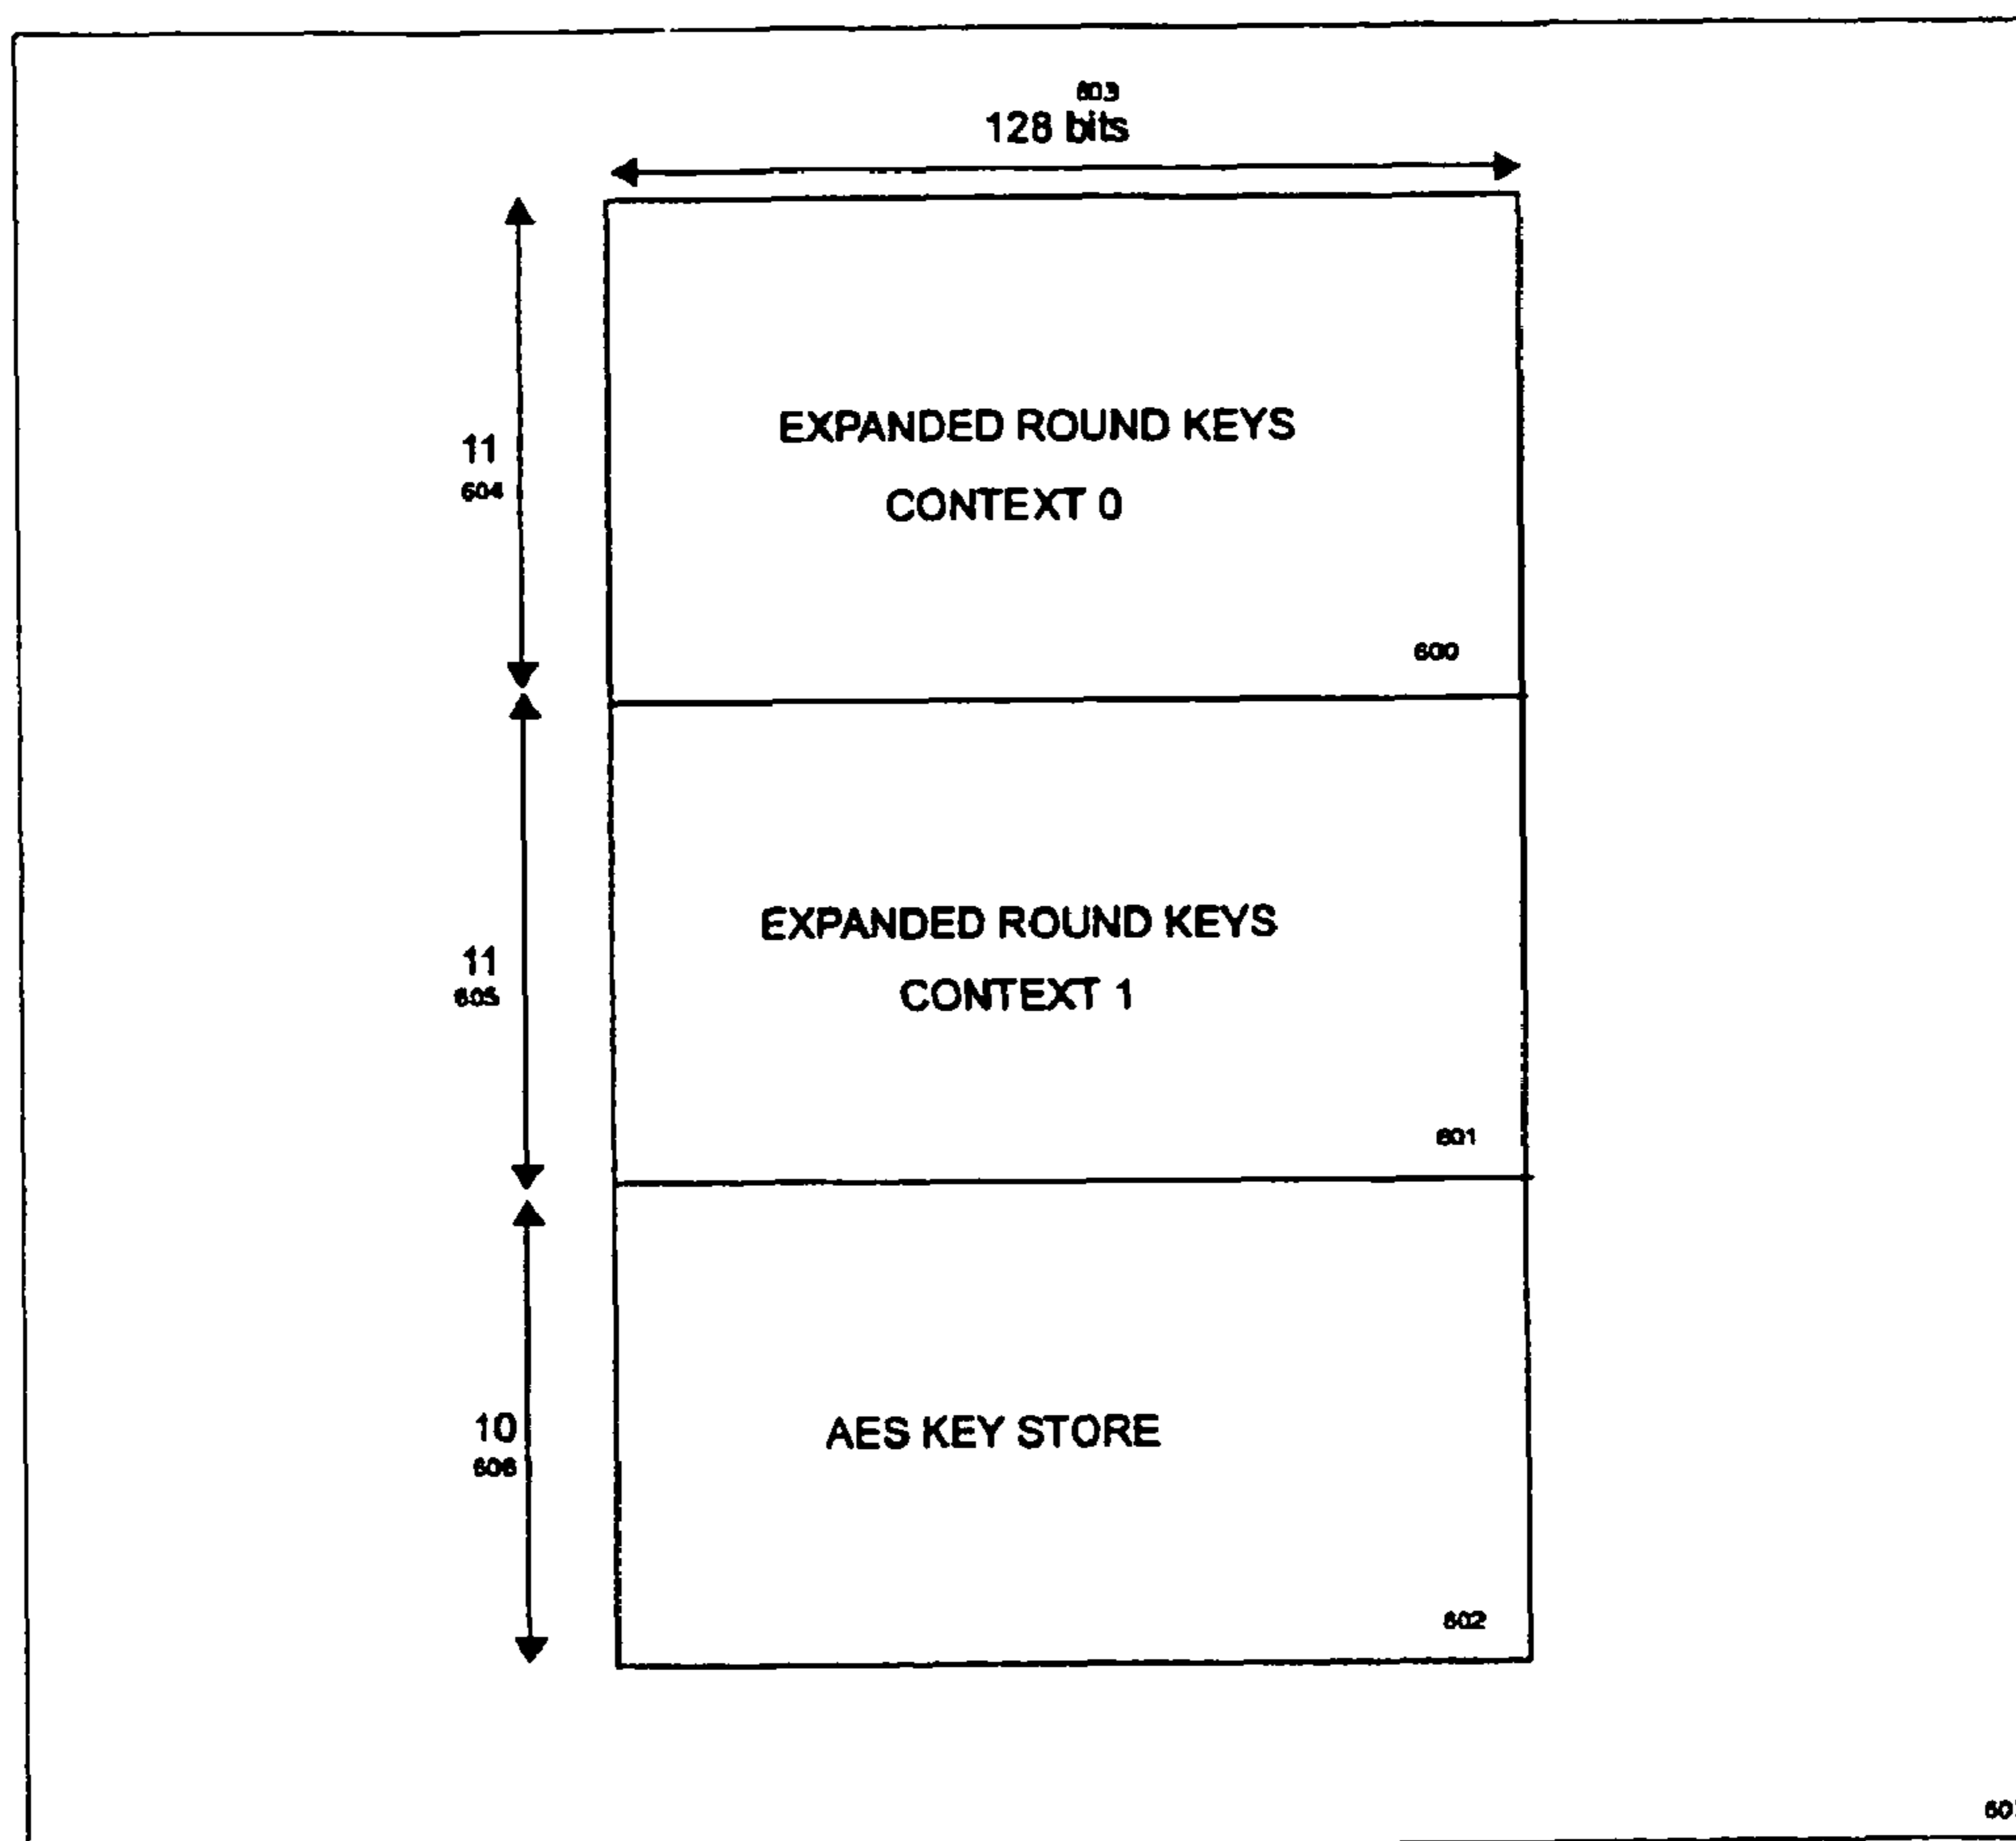 603
128 bits
EXPANDED ROUND KEYS
11
604
CONTEXT 0
600
EXPANDED ROUND KEYS
11
605
CONTEXT 1
601
10
606
AES KEY STORE
602